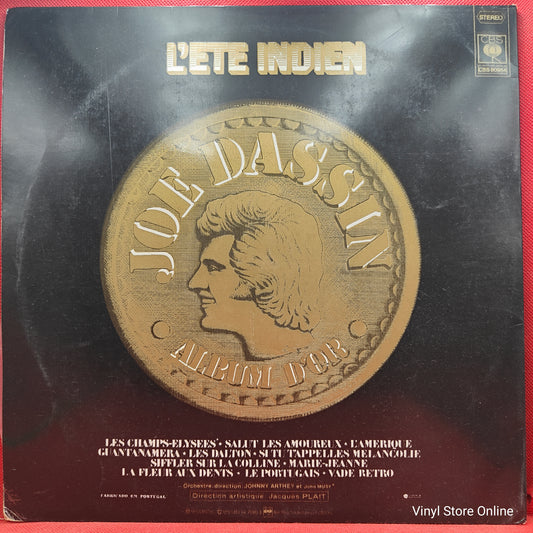 L'ETE INDIEN
STEREO
CBS
JOE DASSIN
ALBUM D'OR
LES CHAMPS-ELYSEES • SALUT LES AMOUREUX • L'AMERIQUE
GUANTANAMERA • LES DALTON • SI TU TAPPELLES MELANCOLIE
SIFFLER SUR LA COLLINE • MARIE-JEANNE
LA FLEUR AUX DENTS • LE PORTUGAIS • VADE RETRO
Orchestre direction: JOHNNY ARTHEY et
Direction artistique Jacques PLAIT
FABRICADO EM PORTUGAL
Vinyl Store Online